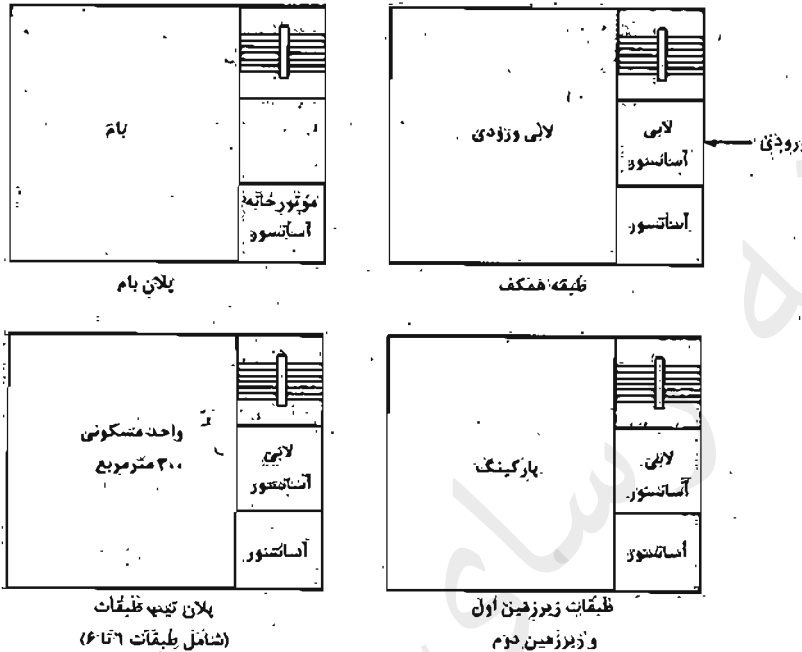 بام
موتورخانه
آسانسور
پلان بام
لابی ورودی
لابی
آسانسور
ورودی
آسانسور
طبقه همکف
واحد مسکونی
۳۰۰ مترمربع
لابی
آسانسور
آسانسور
پلان تیپ طبقات
(شامل طبقات ۱ تا ۶)
پارکینگ
لابی
آسانسور
آسانسور
طبقات زیرزمین اول
و زیرزمین دوم